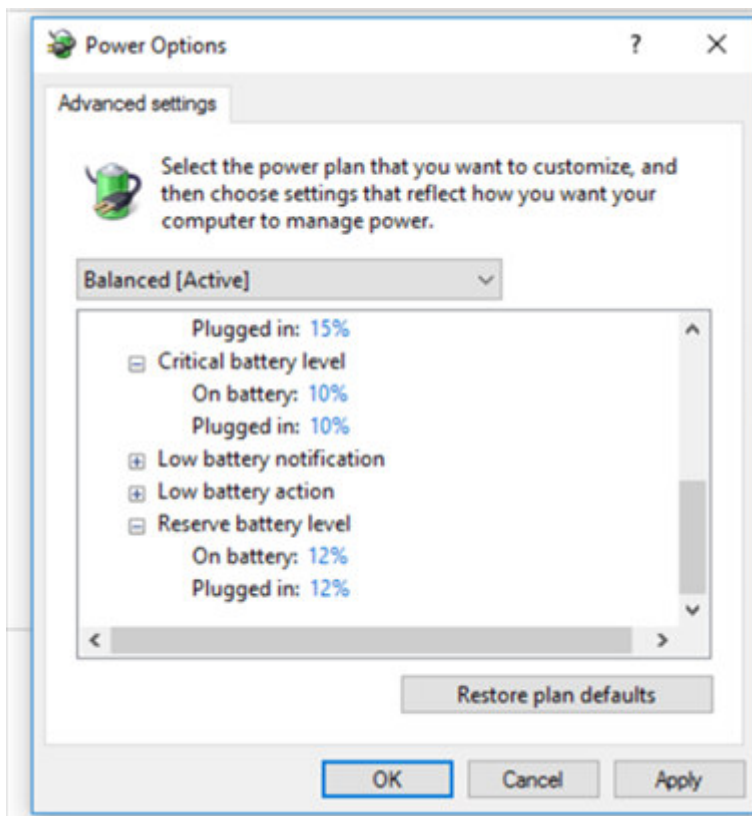 Power Options
Advanced settings
Select the power plan that you want to customize, and
then choose settings that reflect how you want your
computer to manage power.
Balanced [Active]
Plugged in: 15%
Critical battery level
On battery: 10%
Plugged in: 10%
Low battery notification
Low battery action
Reserve battery level
On battery: 12%
Plugged in: 12%
Restore plan defaults
OK Cancel Apply